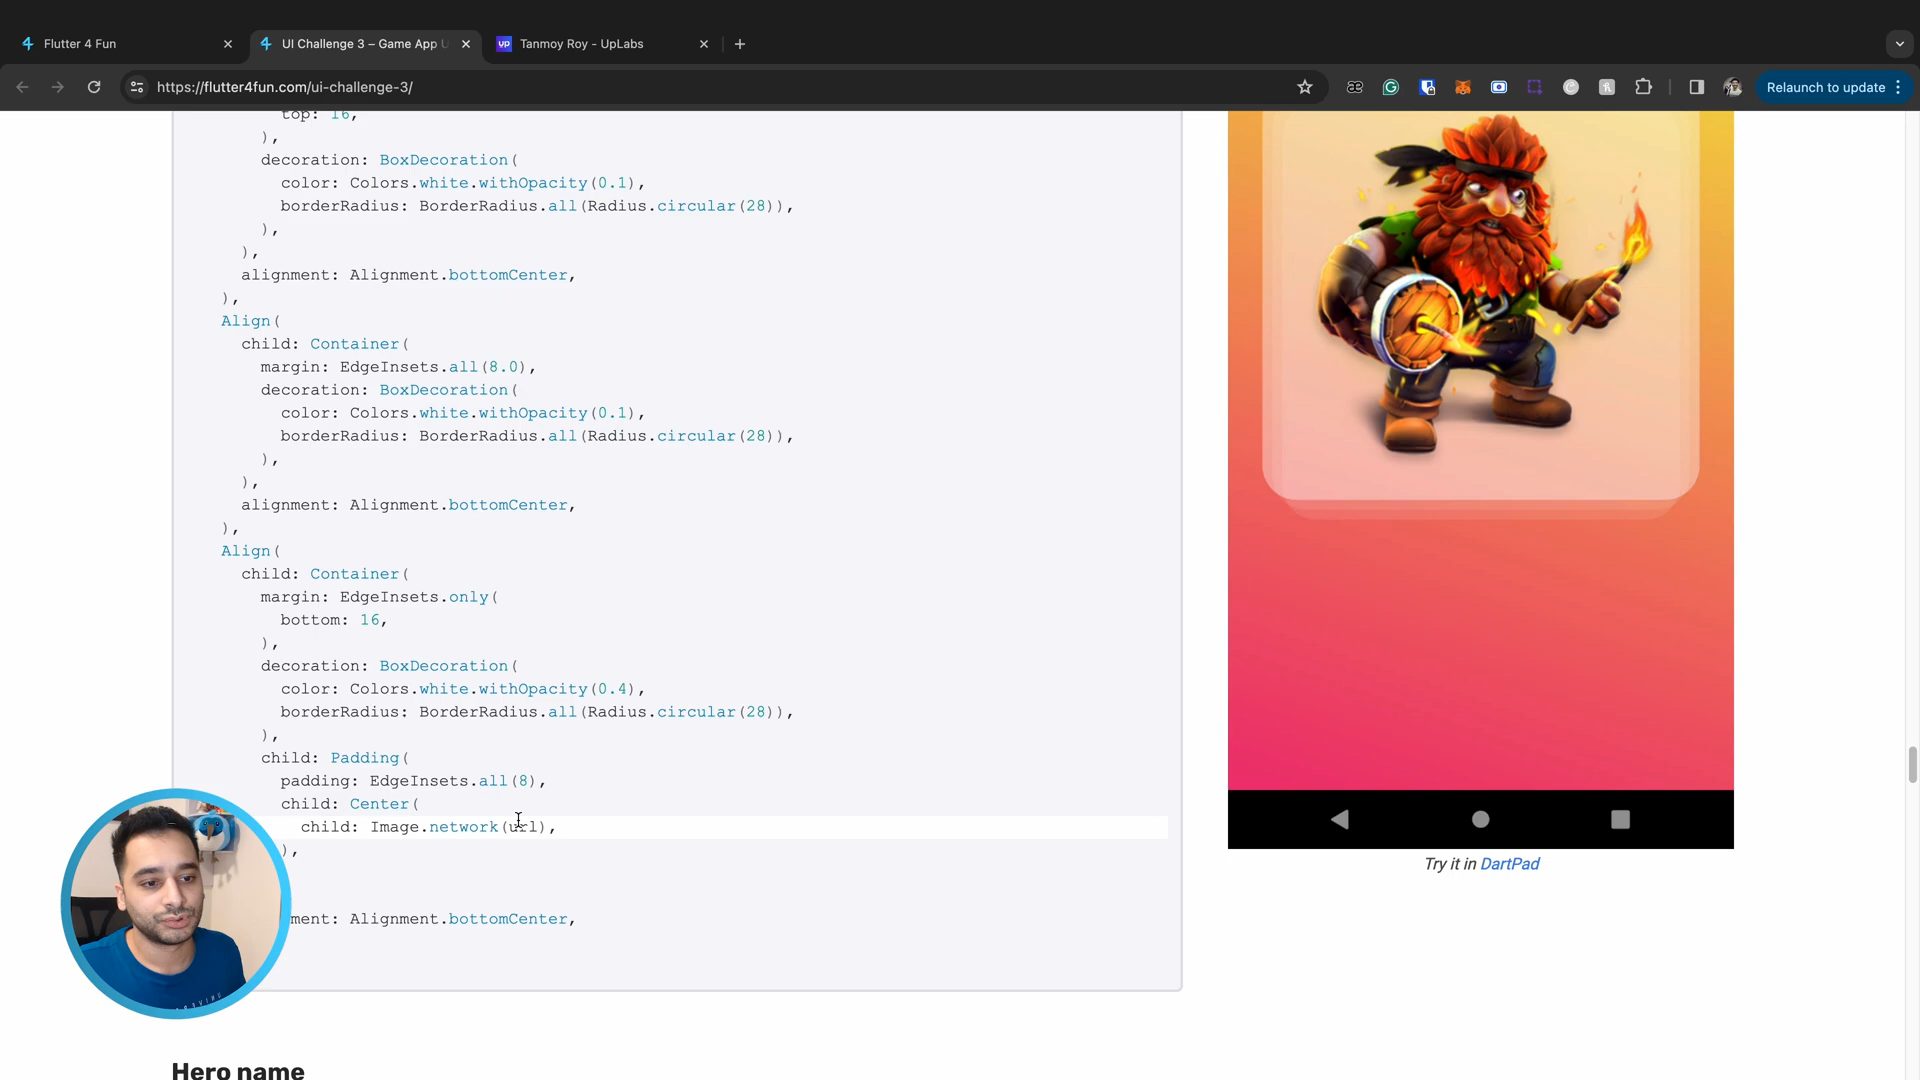 Flutter 4 Fun
UI Challenge 3 – Game App U
up Tanmoy Roy - UpLabs
https://flutter4fun.com/ui-challenge-3/
Relaunch to update
top: 16,
),
decoration: BoxDecoration(
color: Colors.white.withOpacity(0.1),
borderRadius: BorderRadius.all(Radius.circular(28)),
),
),
alignment: Alignment.bottomCenter,
),
Align(
child: Container(
margin: EdgeInsets.all(8.0),
decoration: BoxDecoration(
color: Colors.white.withOpacity(0.1),
borderRadius: BorderRadius.all(Radius.circular(28)),
),
),
alignment: Alignment.bottomCenter,
),
Align(
child: Container(
margin: EdgeInsets.only(
bottom: 16,
),
decoration: BoxDecoration(
color: Colors.white.withOpacity(0.4),
borderRadius: BorderRadius.all(Radius.circular(28)),
),
child: Padding(
padding: EdgeInsets.all(8),
child: Center(
child: Image.network(url),
),
ment: Alignment.bottomCenter,
Try it in DartPad
Hero name